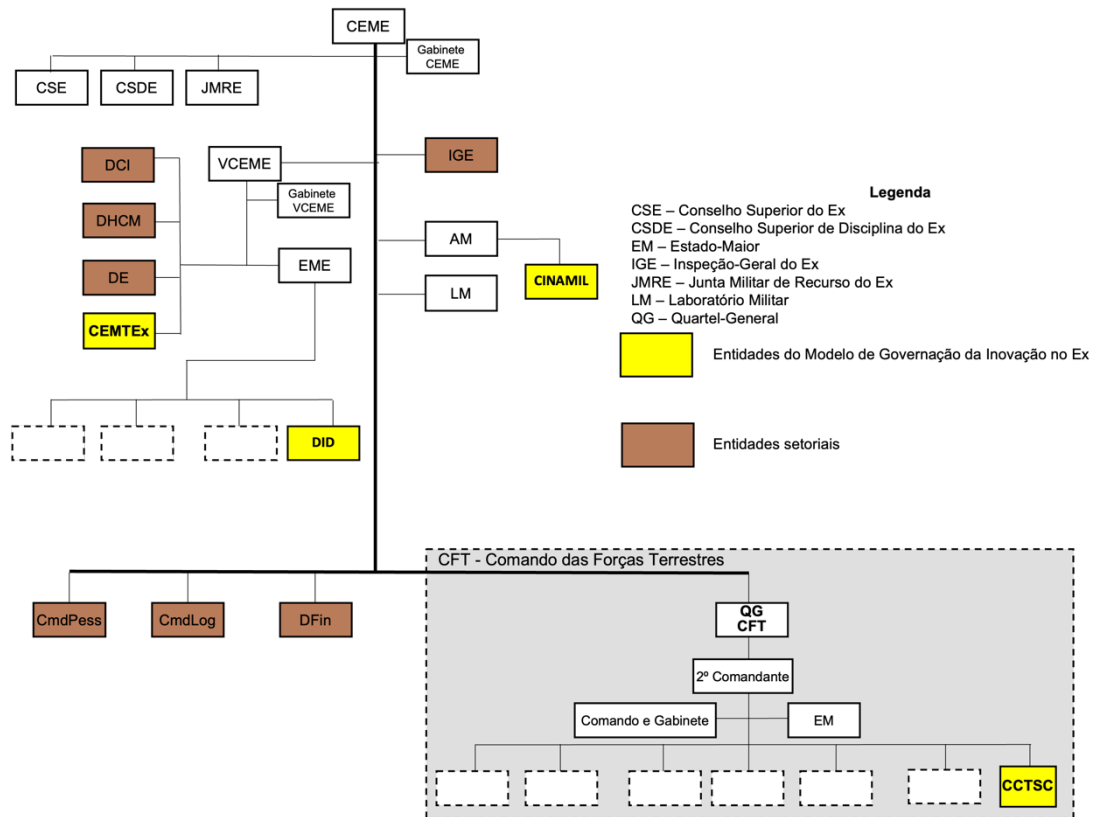 CEME
Gabinete
CEME
CSE
CSDE
JMRE
DCI
VCEME
IGE
Gabinete
VCEME
DHCM
AM
EME
DE
CINAMIL
LM
CEMTEx
Legenda
CSE – Conselho Superior do Ex
CSDE – Conselho Superior de Disciplina do Ex
EM – Estado-Maior
IGE – Inspeção-Geral do Ex
JMRE – Junta Militar de Recurso do Ex
LM – Laboratório Militar
QG – Quartel-General
Entidades do Modelo de Governação da Inovação no Ex
Entidades setoriais
DID
CFT - Comando das Forças Terrestres
CmdPess
CmdLog
DFin
QG
CFT
2º Comandante
Comando e Gabinete
EM
CCTSC